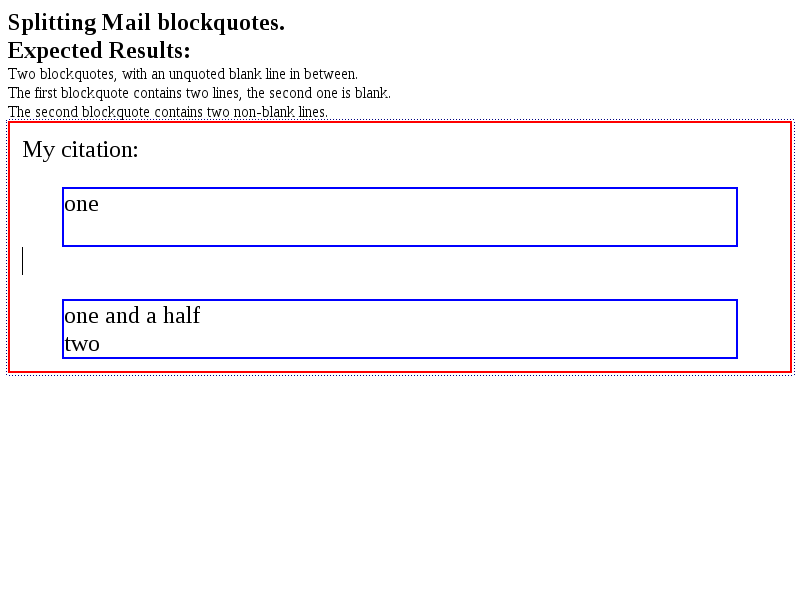 Splitting Mail blockquotes.
Expected Results:
Two blockquotes, with an unquoted blank line in between.
The first blockquote contains two lines, the second one is blank.
The second blockquote contains two non-blank lines.
My citation:
one
one and a half
two